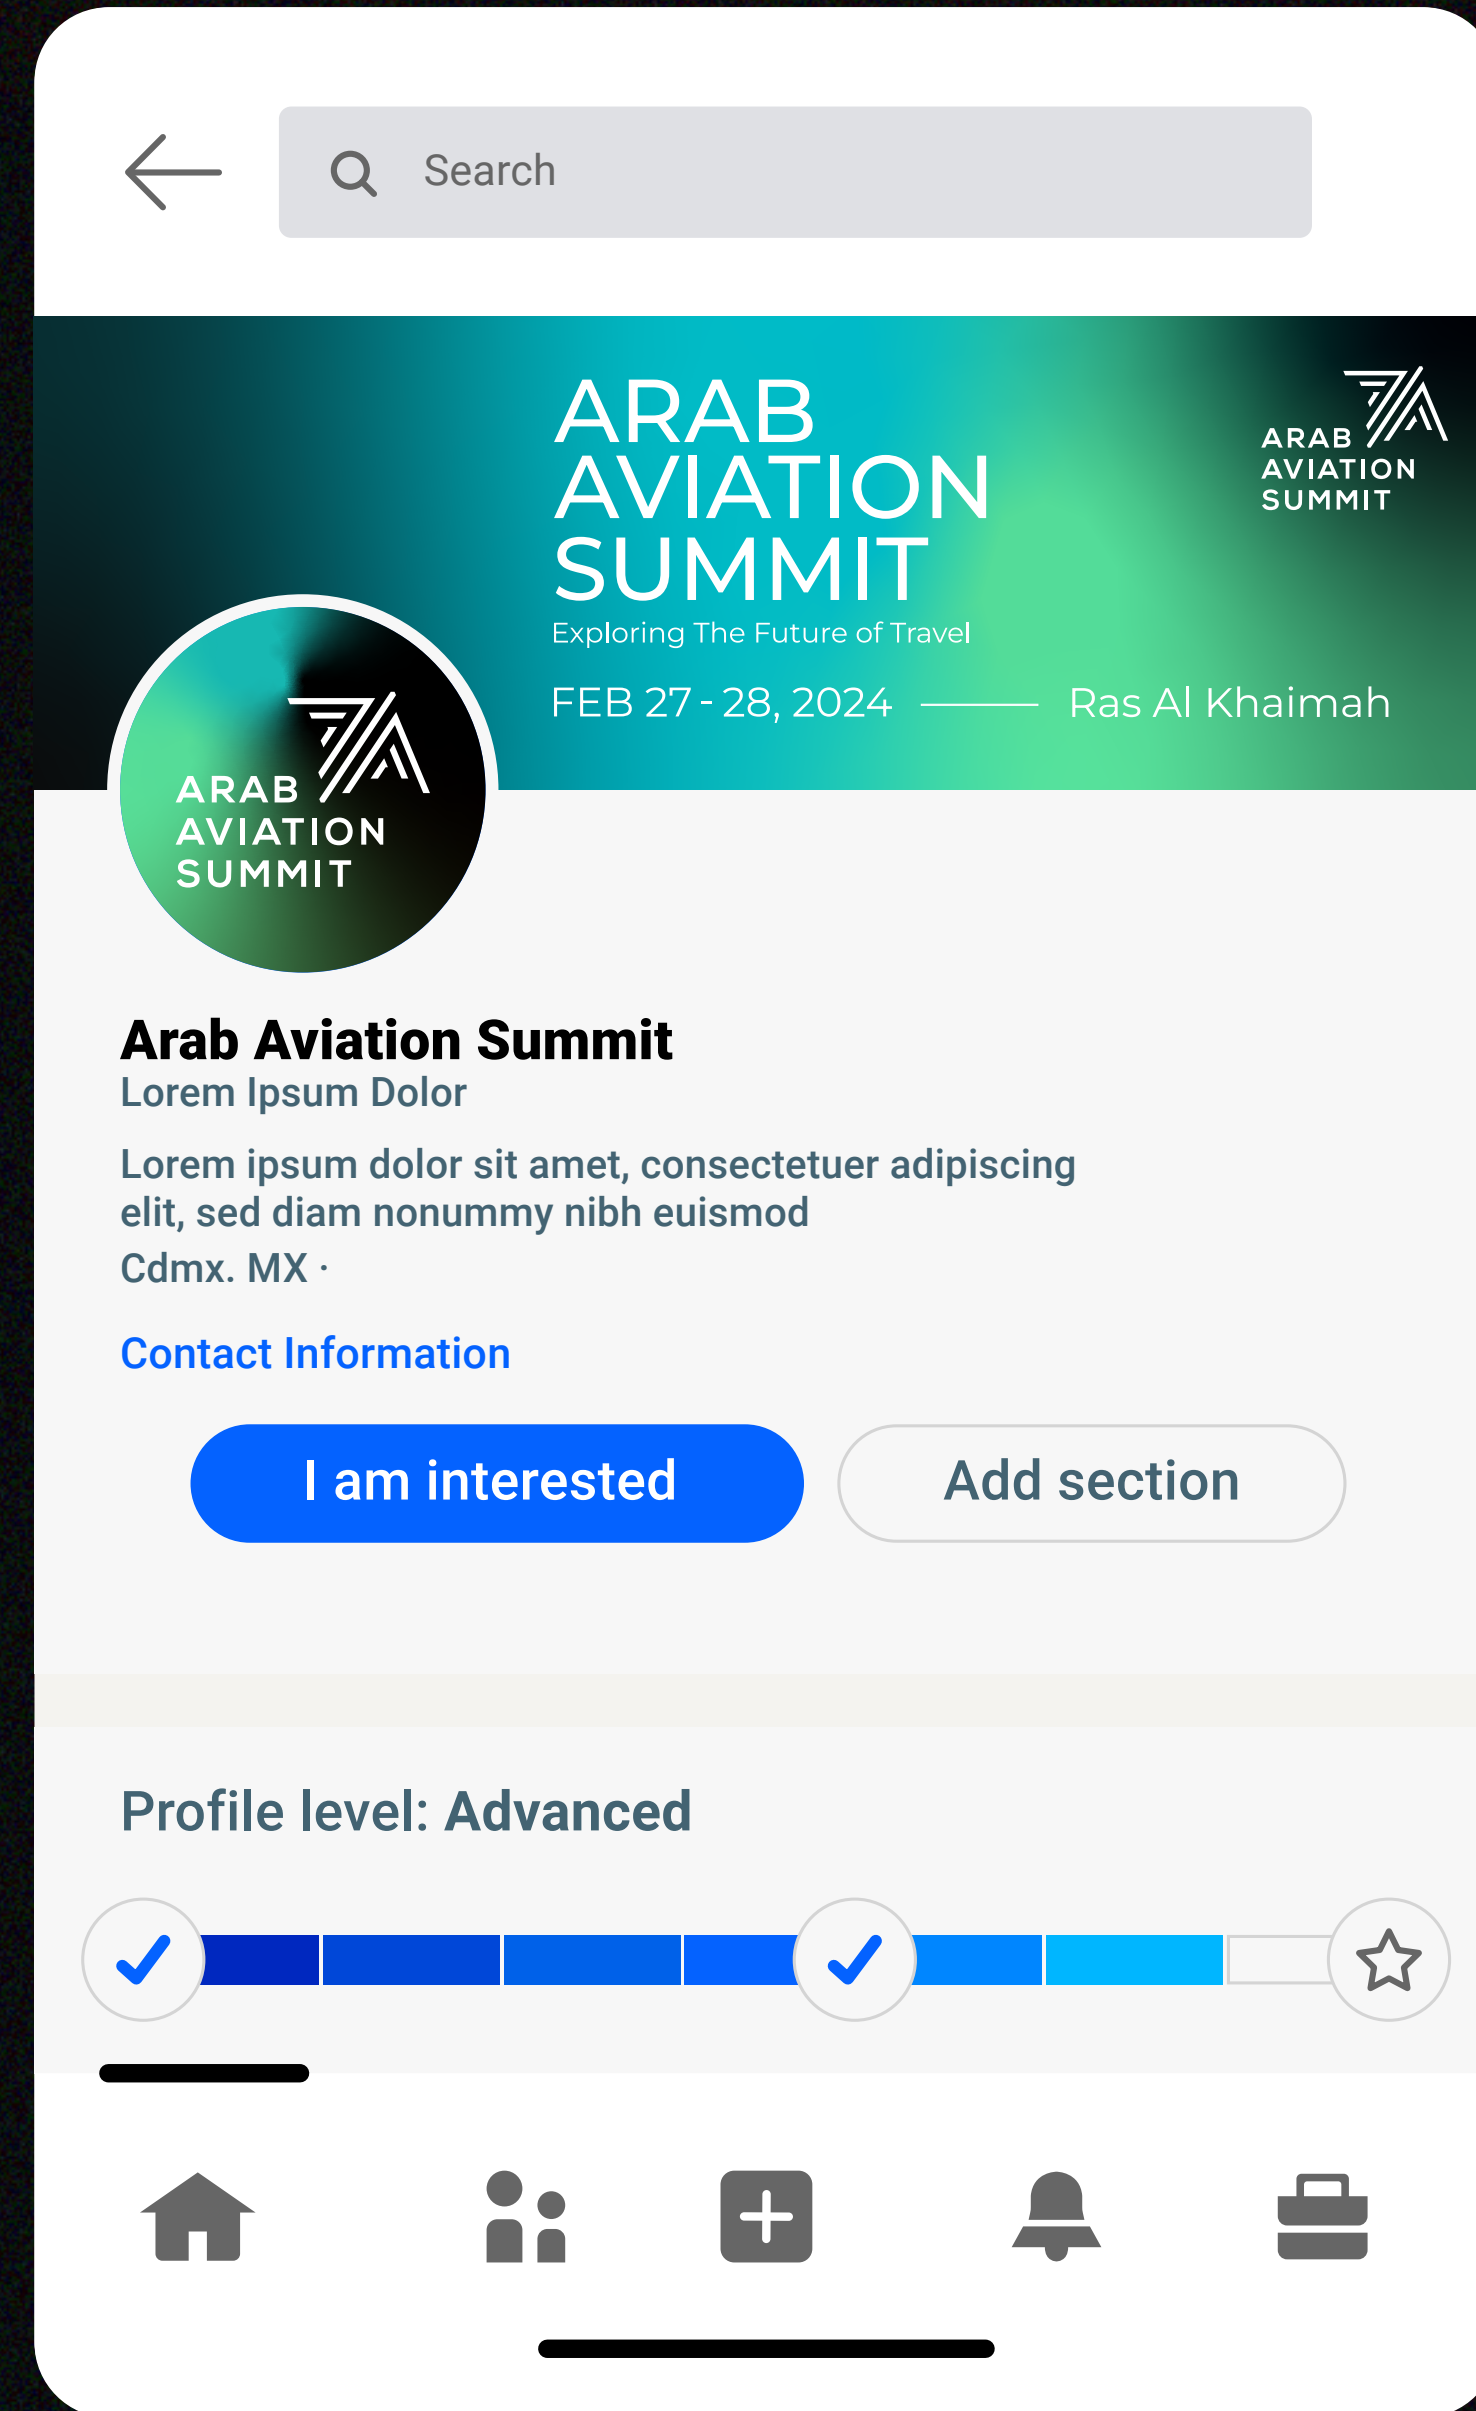 Search
ARAB
AVIATION
SUMMIT
Exploring The Future of Travel
FEB 27 - 28, 2024 Ras Al Khaimah
ARAB
AVIATION
SUMMIT
ARAB
AVIATION
SUMMIT
Arab Aviation Summit
Lorem Ipsum Dolor
Lorem ipsum dolor sit amet, consectetuer adipiscing
elit, sed diam nonummy nibh euismod
Cdmx. MX ·
Contact Information
I am interested
Add section
Profile level: Advanced